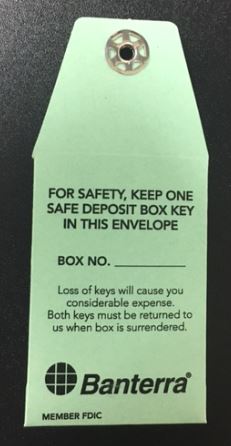 FOR SAFETY, KEEP ONE
SAFE DEPOSIT BOX KEY
IN THIS ENVELOPE
BOX NO. ________
Loss of keys will cause you
considerable expense.
Both keys must be returned to
us when box is surrendered.
Banterra®
MEMBER FDIC